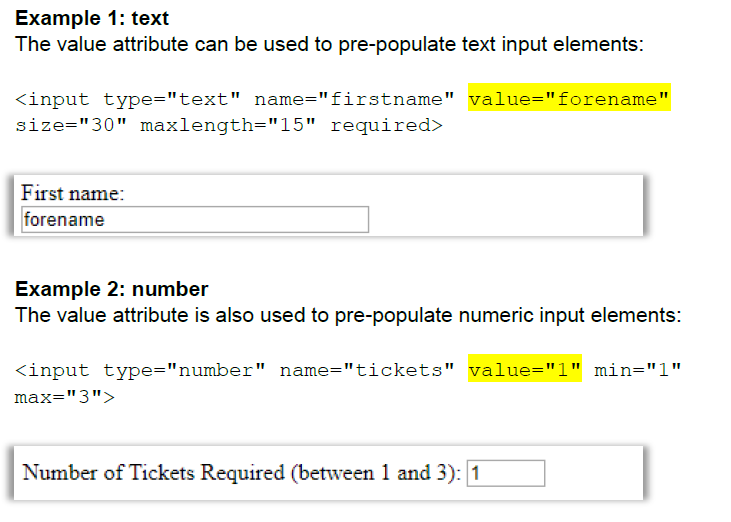 Example 1: text
The value attribute can be used to pre-populate text input elements:
<input type="text" name="firstname" value="forename"
size="30" maxlength="15" required>
First name:
forename
Example 2: number
The value attribute is also used to pre-populate numeric input elements:
<input type="number" name="tickets" value="1" min="1"
max="3">
Number of Tickets Required (between 1 and 3): 1